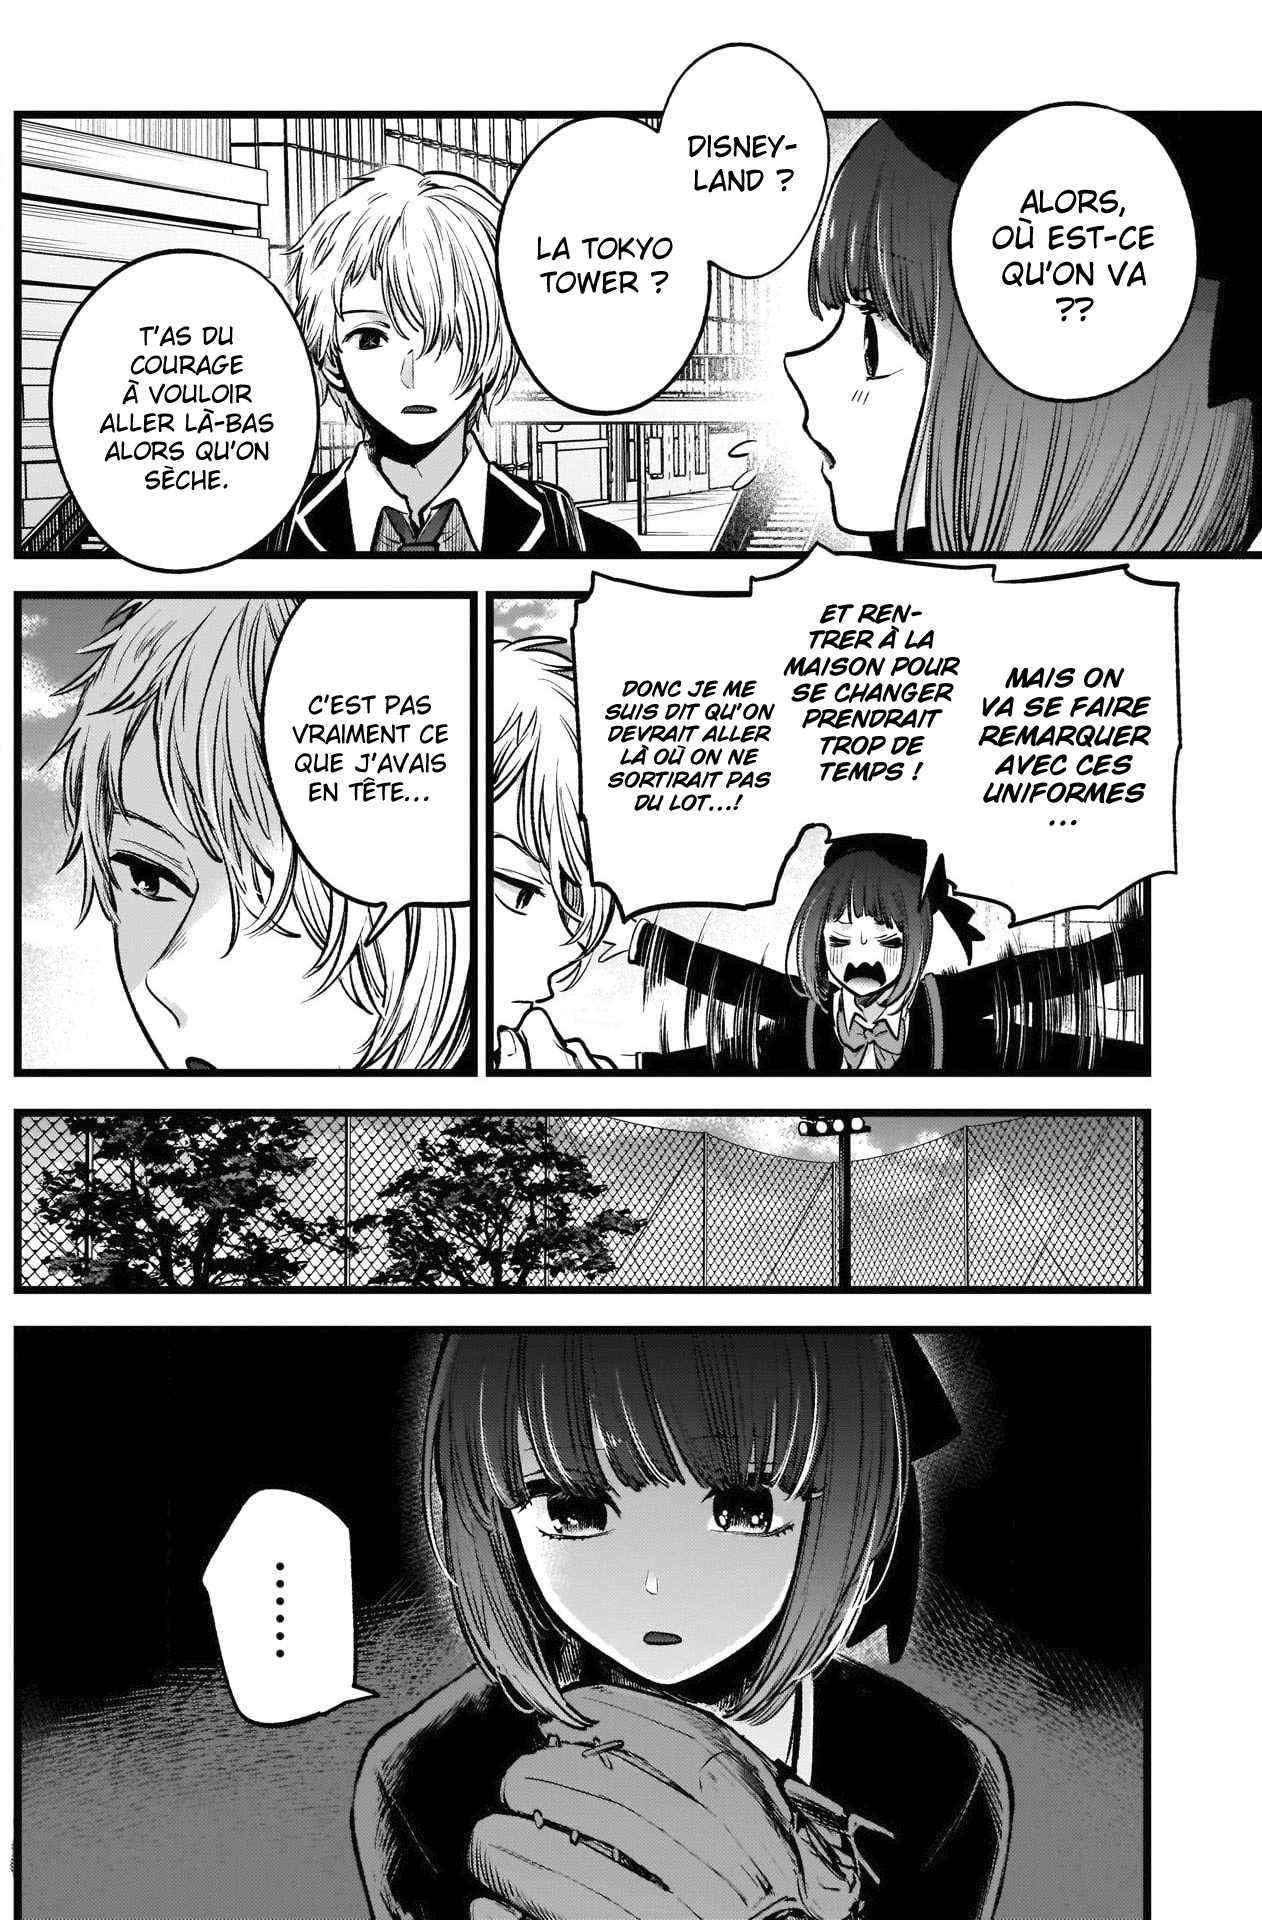 ALORS,
OÙ EST-CE
QU'ON VA
??
DISNEY-
LAND ?
LA TOKYO
TOWER ?
T'AS DU
COURAGE
À VOULOIR
ALLER LÀ-BAS
ALORS QU'ON
SÈCHE.
MAIS ON
VA SE FAIRE
REMARQUER
AVEC CES
UNIFORMES
...
ET REN-
TRER À LA
MAISON POUR
SE CHANGER
PRENDRAIT
TROP DE
TEMPS !
DONC JE ME
SUIS DIT QU'ON
DEVRAIT ALLER
LÀ OÙ ON NE
SORTIRAIT PAS
DU LOT...!
C'EST PAS
VRAIMENT CE
QUE J'AVAIS
EN TÊTE...
......